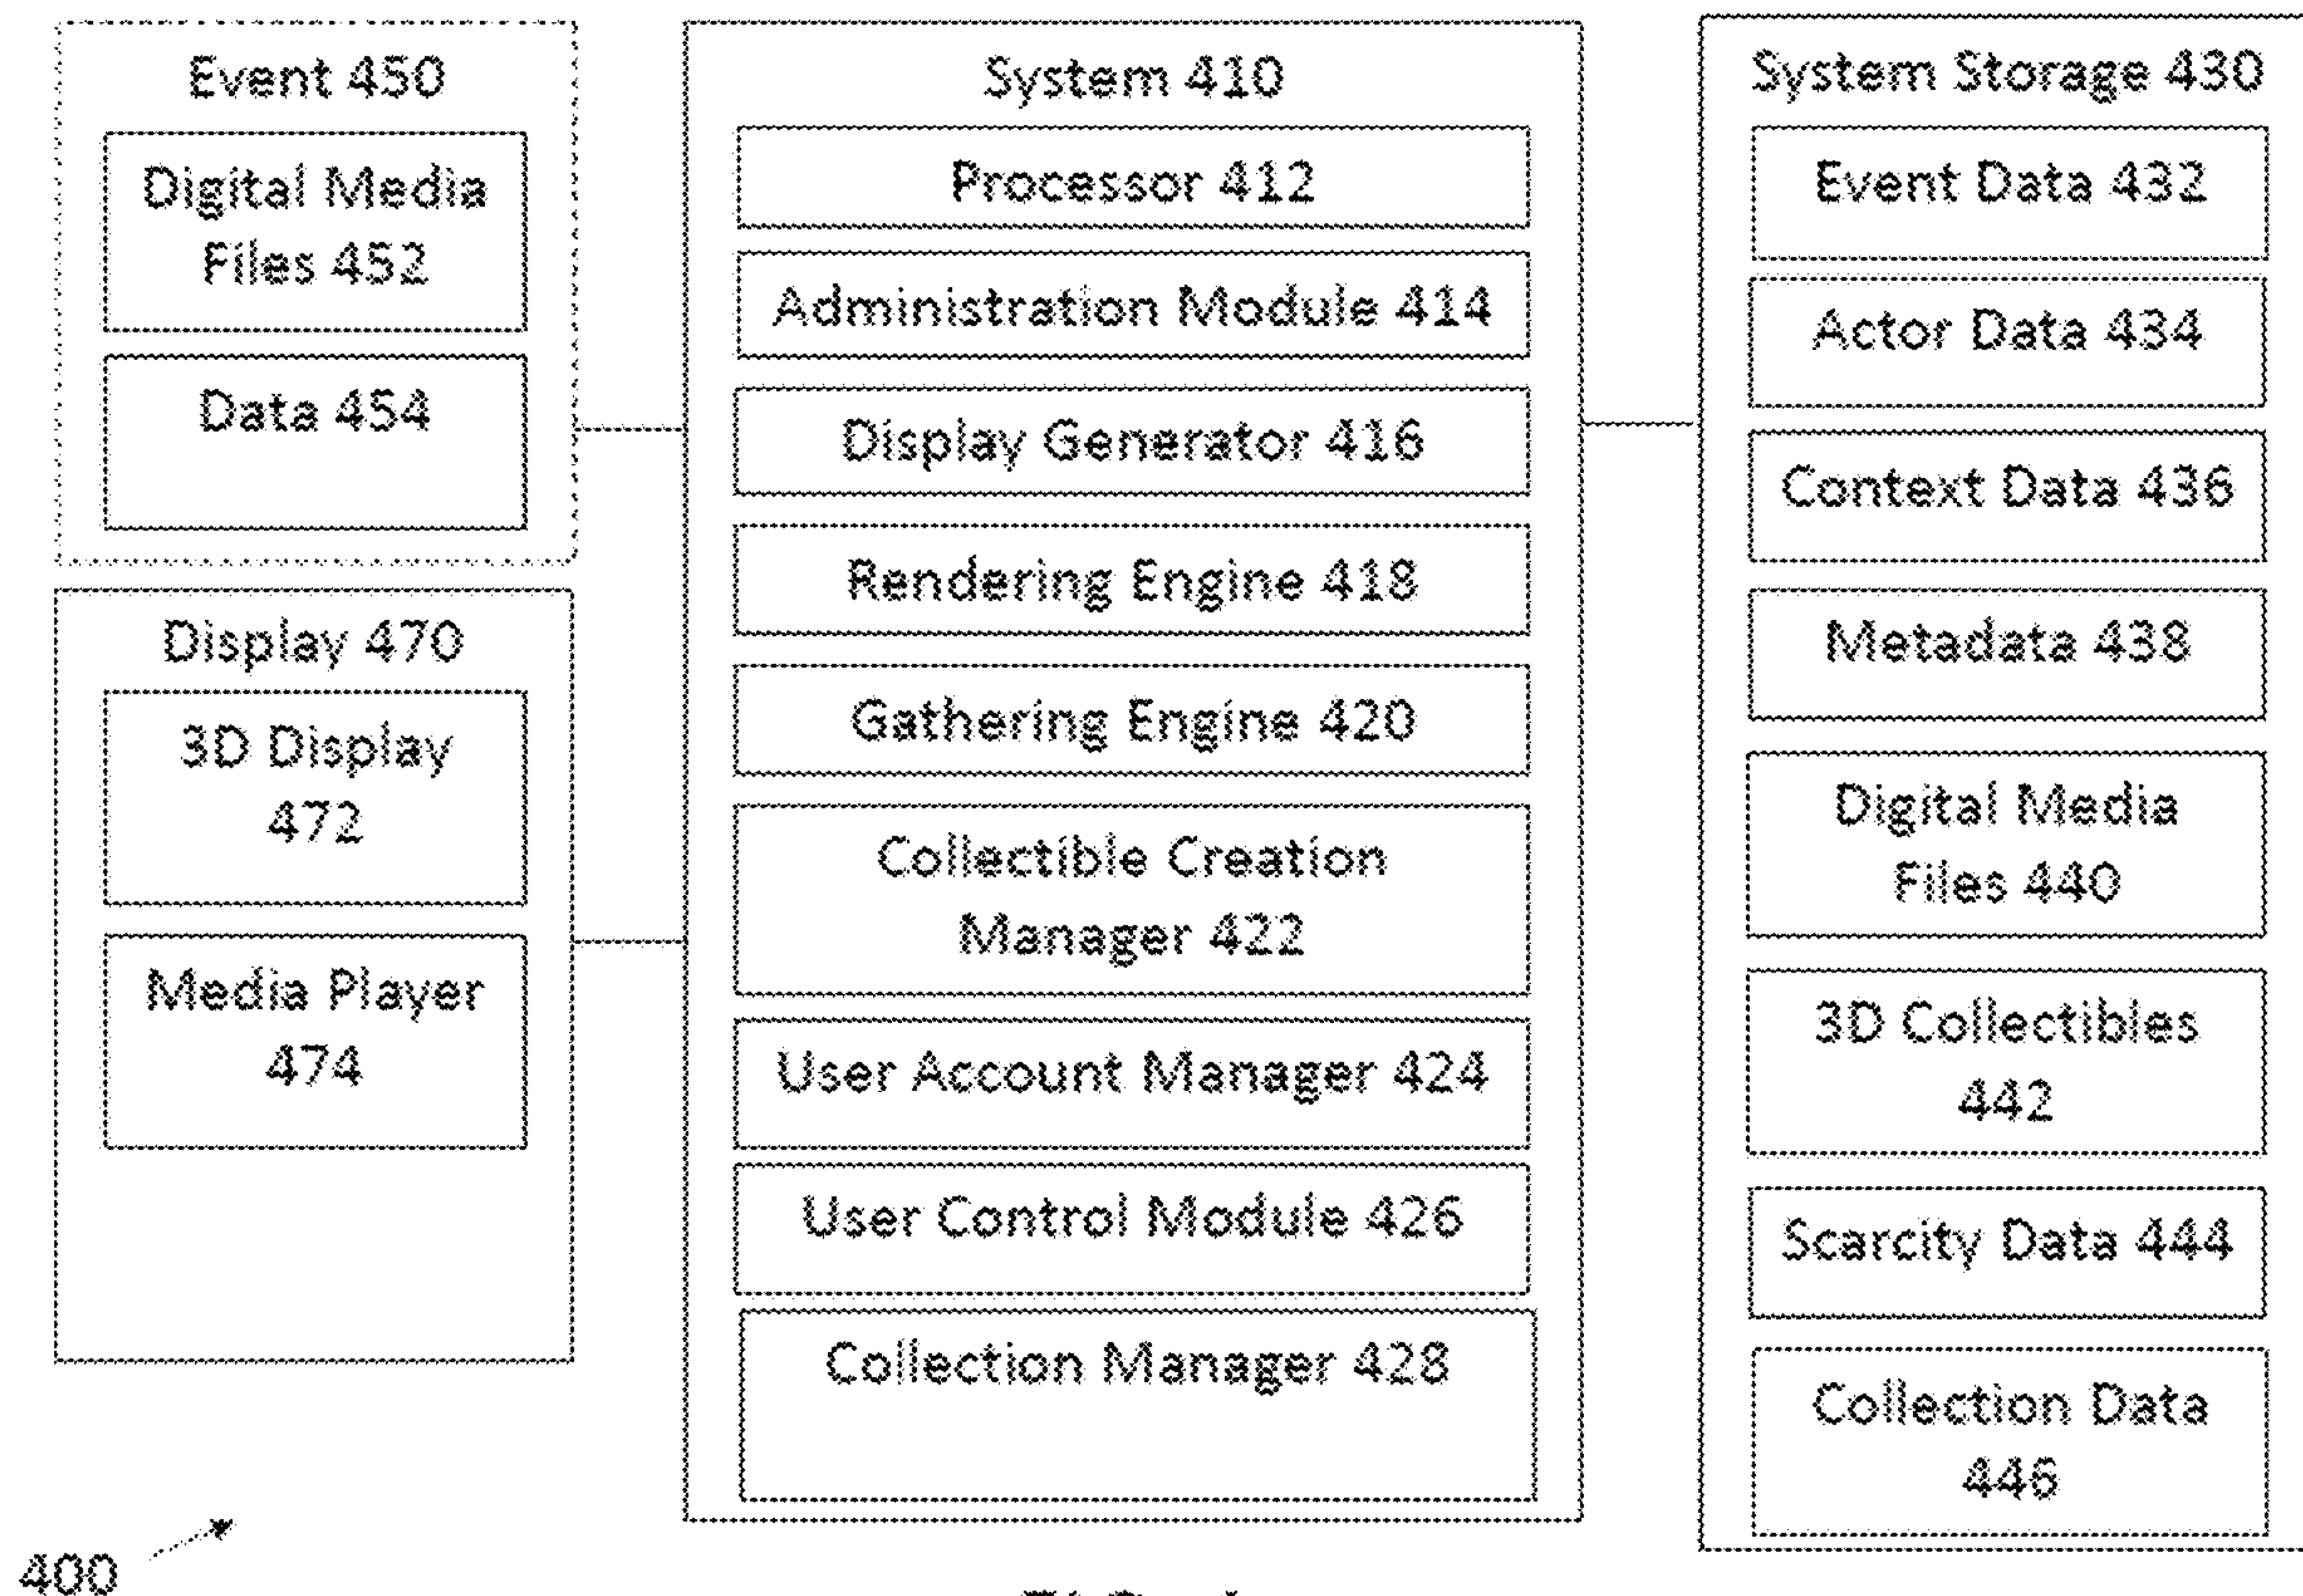 Event 450
Digital Media
Files 452
Data 454
Display 470
3D Display
472
Media Player
474
System 410
Processor 412
Administration Module 414
Display Generator 416
Rendering Engine 418
Gathering Engine 420
Collectible Creation
Manager 422
User Account Manager 424
User Control Module 426
Collection Manager 428
System Storage 430
Event Data 432
Actor Data 434
Context Data 436
Metadata 438
Digital Media
Files 440
3D Collectibles
442
Scarcity Data 444
Collection Data
446
400